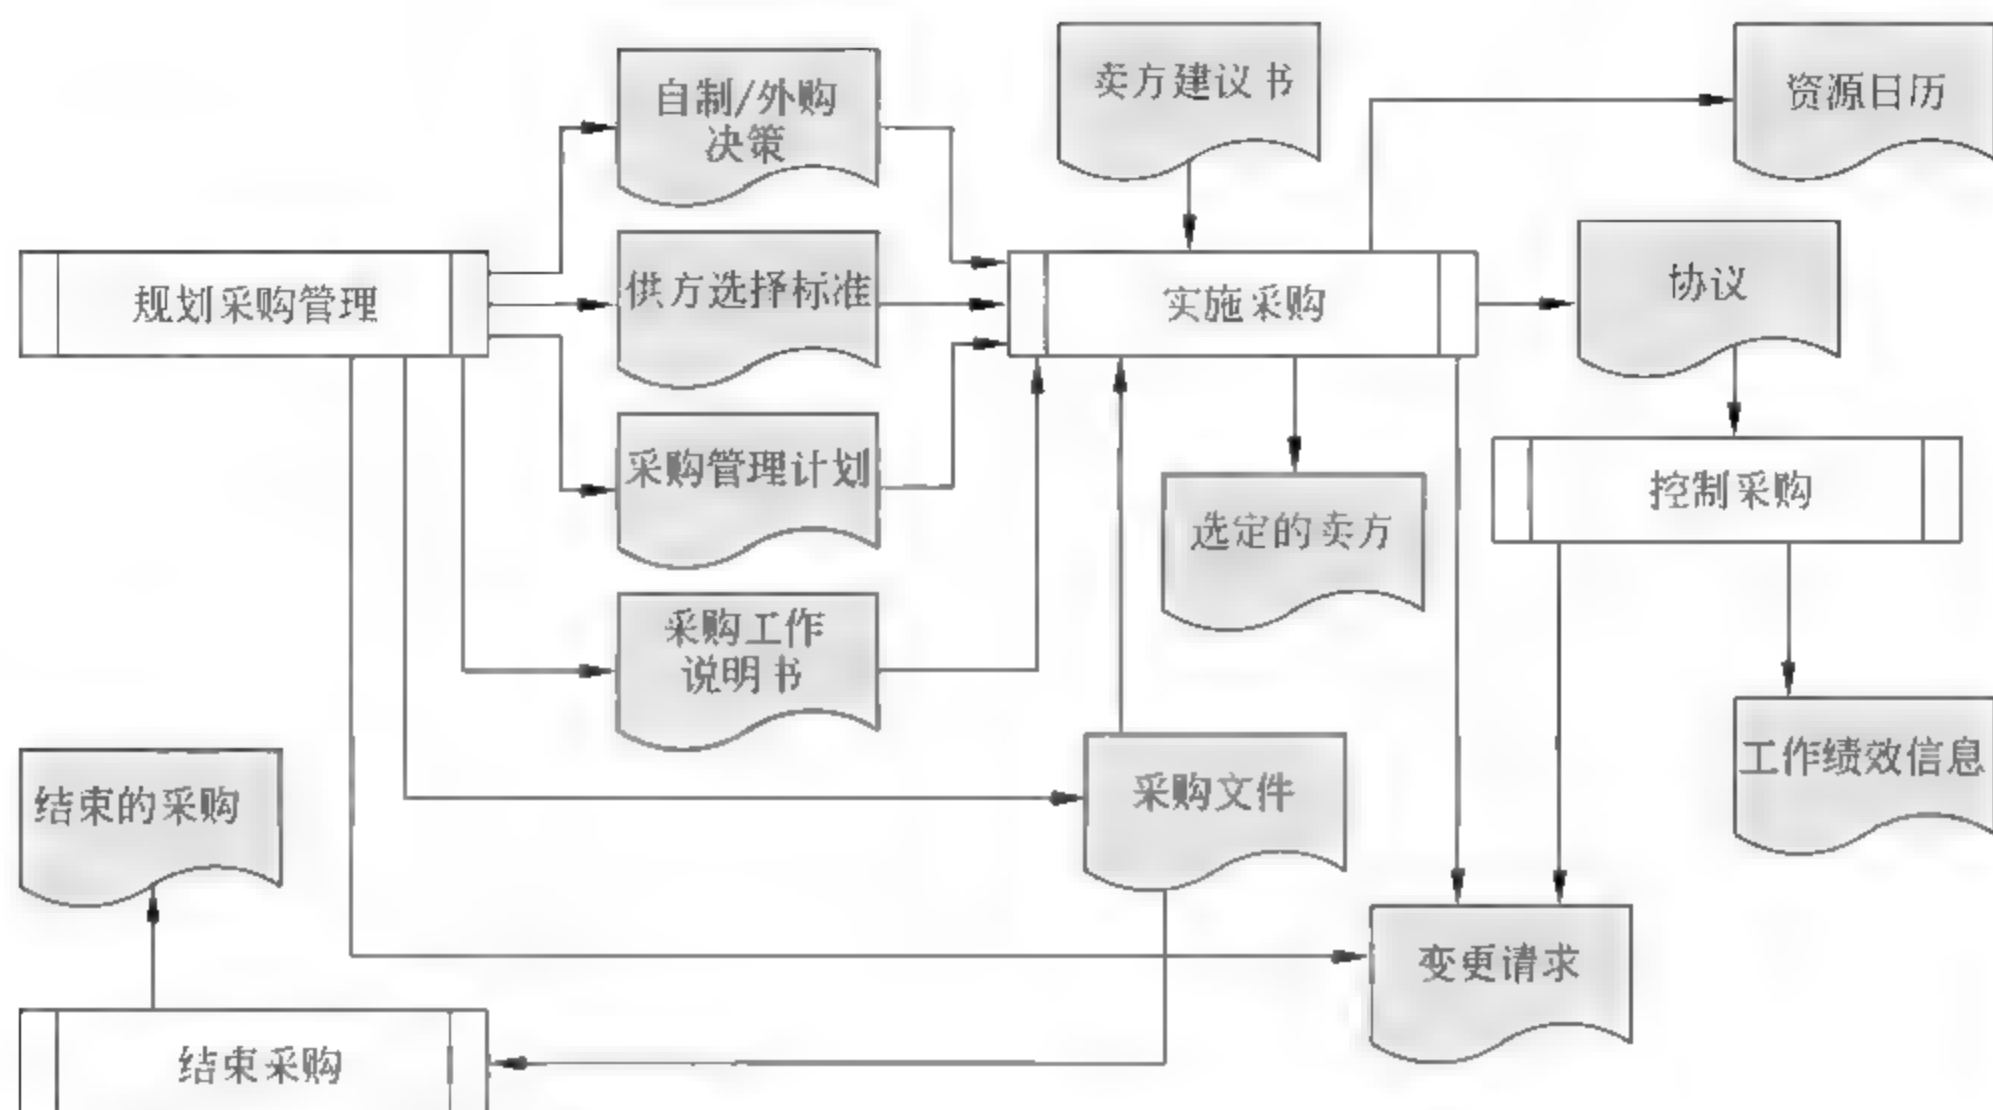 卖方建议书
资源日历
自制/外购
决策
协议
规划采购管理
供方选择标准
实施采购
采购管理计划
控制采购
选定的卖方
采购工作
说明书
工作绩效信息
结束的采购
采购文件
变更请求
结束采购